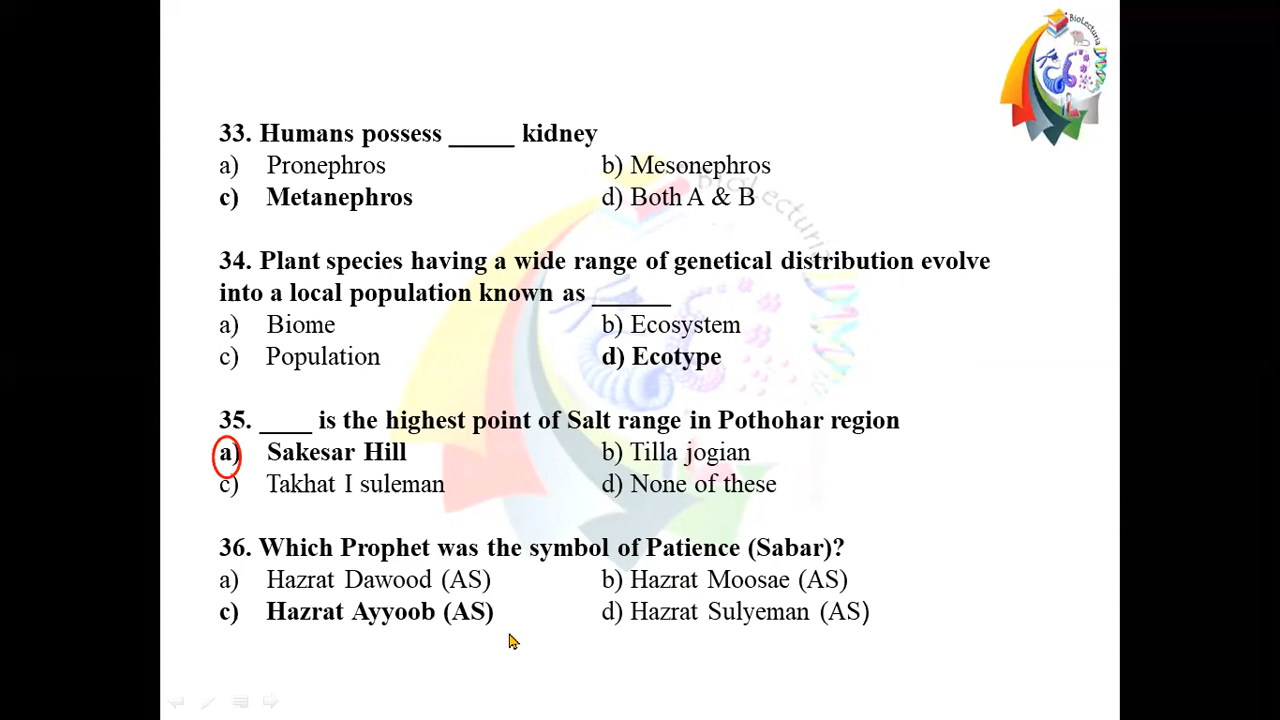 BioLecturia
33. Humans possess _____ kidney
a) Pronephros b) Mesonephros
c) Metanephros d) Both A & B
BioLecturia
34. Plant species having a wide range of genetical distribution evolve
into a local population known as ______
a) Biome b) Ecosystem
c) Population d) Ecotype
35. ____ is the highest point of Salt range in Pothohar region
a) Sakesar Hill b) Tilla jogian
c) Takhat I suleman d) None of these
36. Which Prophet was the symbol of Patience (Sabar)?
a) Hazrat Dawood (AS) b) Hazrat Moosae (AS)
c) Hazrat Ayyoob (AS) d) Hazrat Sulyeman (AS)